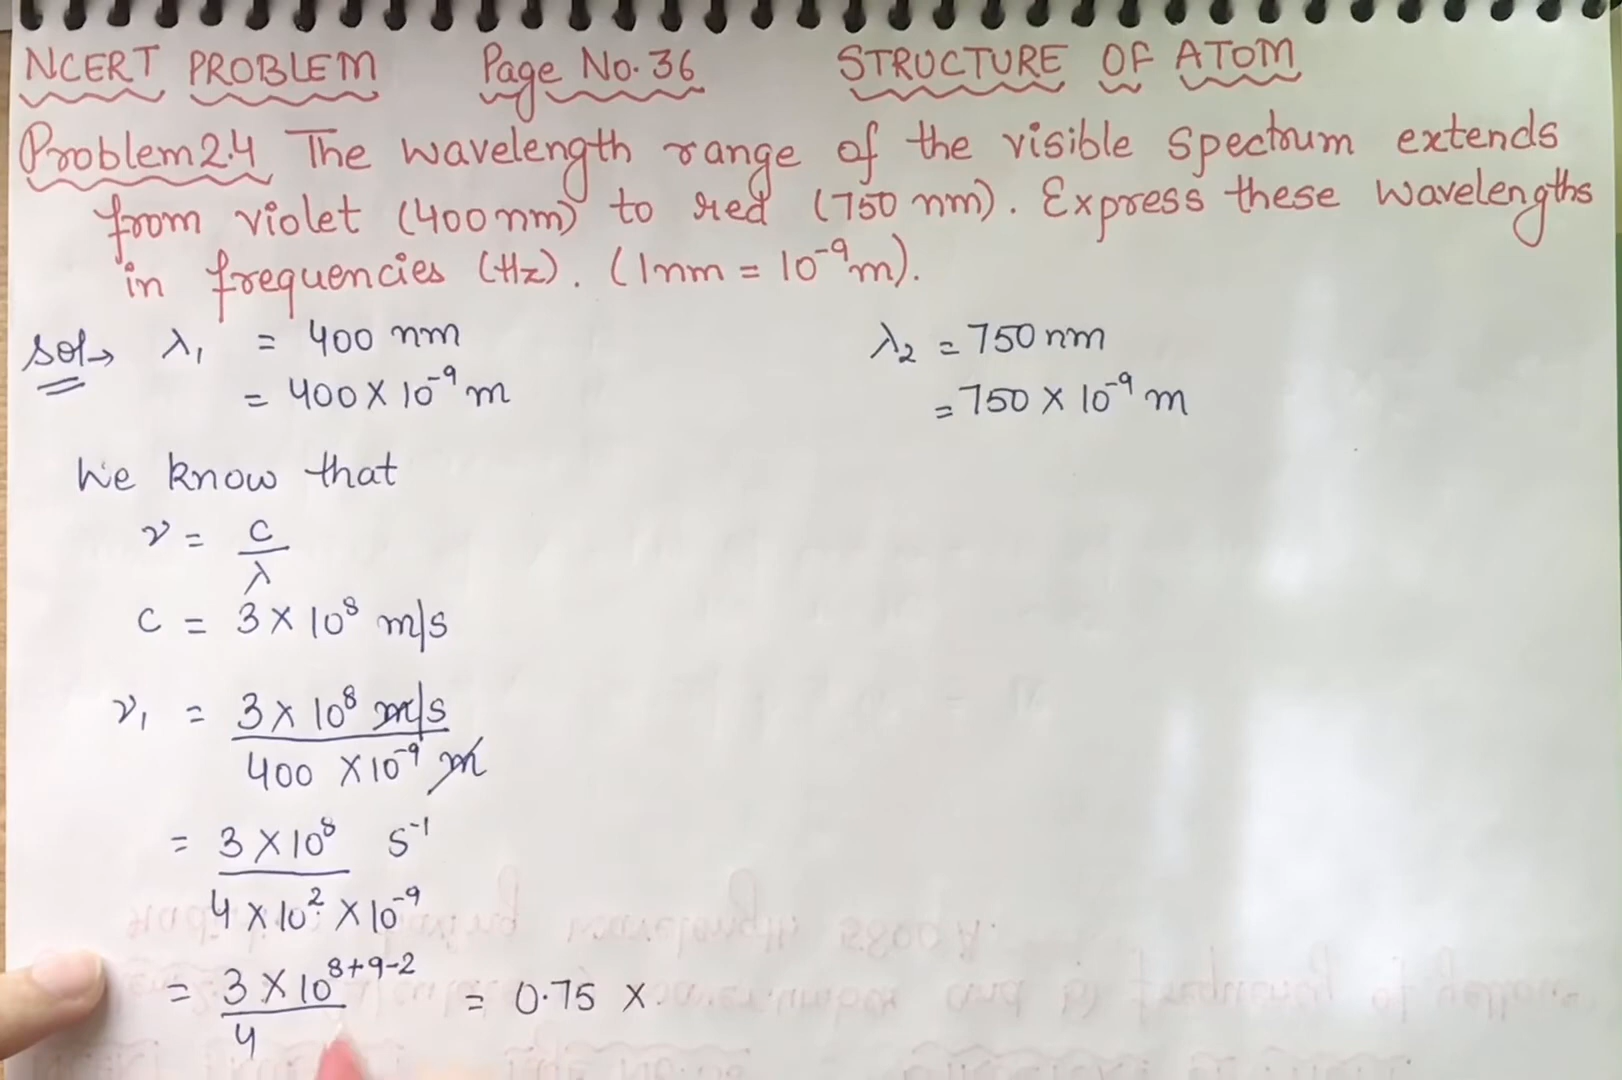 NCERT PROBLEM Page No. 36 STRUCTURE OF ATOM
Problem 2.4 The wavelength range of the visible spectrum extends
from violet (400 nm) to red (750 nm). Express these wavelengths
in frequencies (Hz). (1nm = 10⁻⁹m).
Sol→ λ₁ = 400 nm
= 400 × 10⁻⁹ m
λ₂ = 750 nm
= 750 × 10⁻⁹ m
We know that
ν = c/λ
C = 3 × 10⁸ m/s
ν₁ = 3 × 10⁸ m/s
400 × 10⁻⁹ m
= 3 × 10⁸ S⁻¹
4 × 10² × 10⁻⁹
= 3 × 10⁸⁺⁹⁻² = 0.75 ×
4